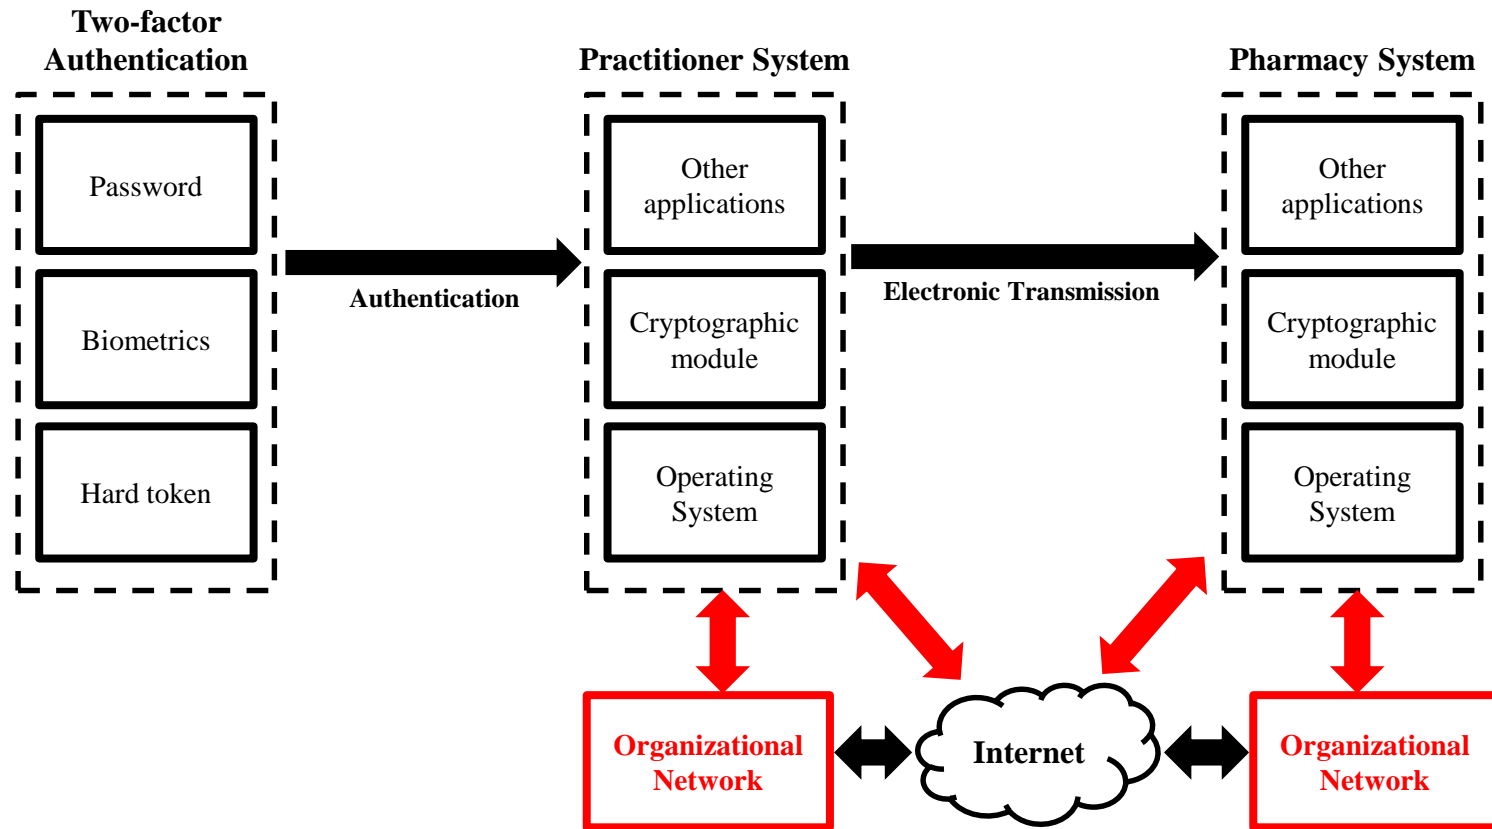 Two-factor
Authentication
Practitioner System
Pharmacy System
Password
Biometrics
Hard token
Authentication
Other
applications
Cryptographic
module
Operating
System
Electronic Transmission
Other
applications
Cryptographic
module
Operating
System
Organizational
Network
Internet
Organizational
Network